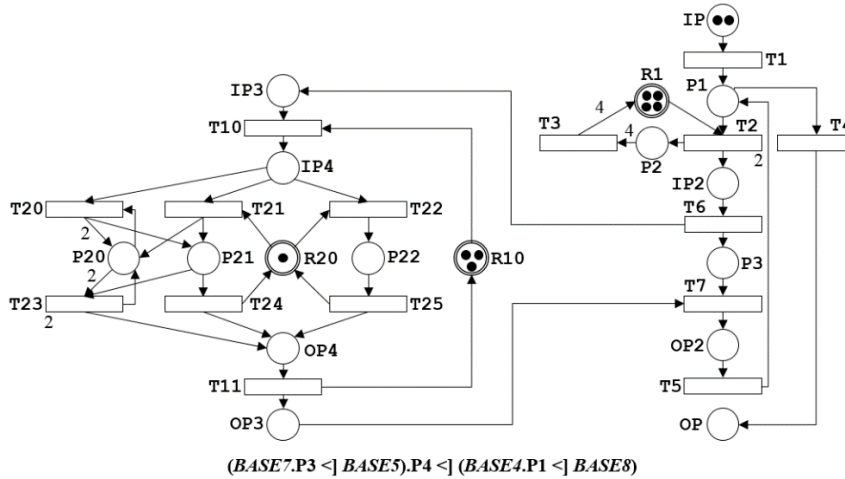 IP
T1
R1
P1
IP3
4
T3
T2
T4
T10
4
2
P2
IP4
IP2
T20
T21
T22
T6
2
P20
P21
R20
P22
R10
P3
2
T23
T24
T25
T7
2
OP4
OP2
T11
T5
OP3
OP
(BASE7.P3 <] BASE5).P4 <] (BASE4.P1 <] BASE8)